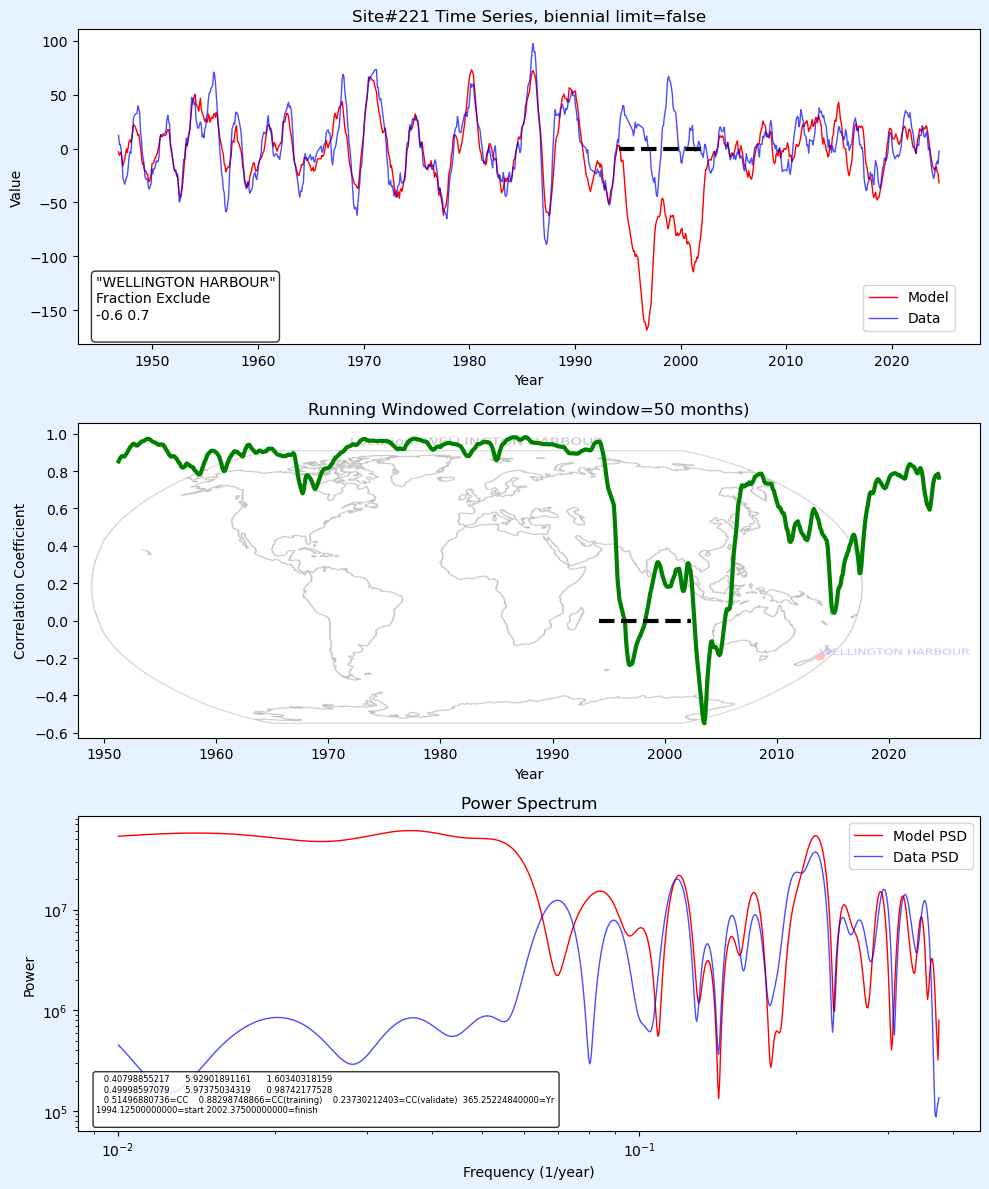 Site#221 Time Series, biennial limit=false
100
50
0
−50
−100
−150
Value
"WELLINGTON HARBOUR"
Fraction Exclude
-0.6 0.7
Model
Data
1950 1960 1970 1980 1990 2000 2010 2020
Year
Running Windowed Correlation (window=50 months)
WELLINGTON HARBOUR
1.0
0.8
0.6
0.4
0.2
0.0
−0.2
−0.4
−0.6
Correlation Coefficient
WELLINGTON HARBOUR
1950 1960 1970 1980 1990 2000 2010 2020
Year
Power Spectrum
Model PSD
Data PSD
10^7
10^6
10^5
Power
0.40798855217 5.92901891161 1.60340318159
0.49998597079 5.97375034319 0.98742177528
0.51496880736=CC 0.88298748866=CC(training) 0.23730212403=CC(validate) 365.25224840000=Yr
1994.12500000000=start 2002.37500000000=finish
10^−2 10^−1
Frequency (1/year)